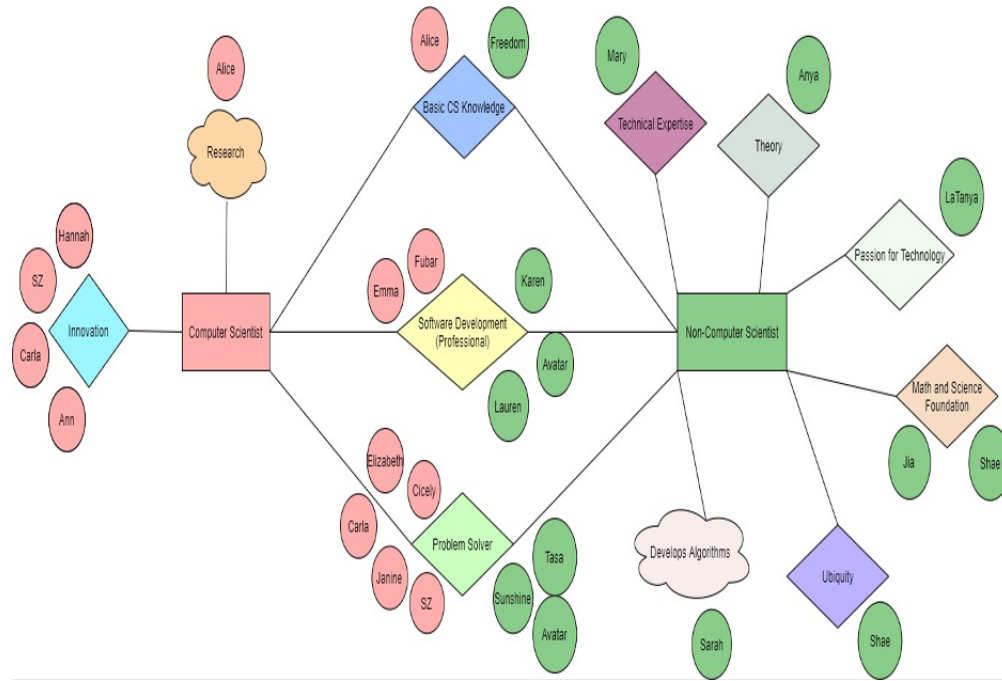 Alice
Freedom
Mary
Anya
Alice
Basic CS Knowledge
Technical Expertise
Theory
Research
LaTanya
Hannah
SZ
Fubar
Emma
Karen
Passion for Technology
Innovation
Computer Scientist
Software Development
(Professional)
Non-Computer Scientist
Carla
Avatar
Ann
Lauren
Math and Science
Foundation
Elizabeth
Cicely
Jia
Shae
Carla
Problem Solver
Develops Algorithms
Tasa
Janine
SZ
Sunshine
Ubiquity
Avatar
Sarah
Shae